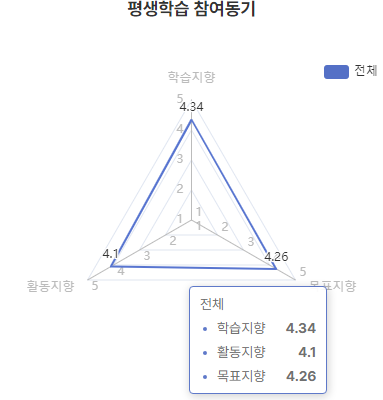 평생학습 참여동기
전체
학습지향
5
4.34
4
3
2
1
1
1
2
2
3
3
4.1
4.26
4
5
5
활동지향
목표지향
전체
학습지향 4.34
활동지향 4.1
목표지향 4.26